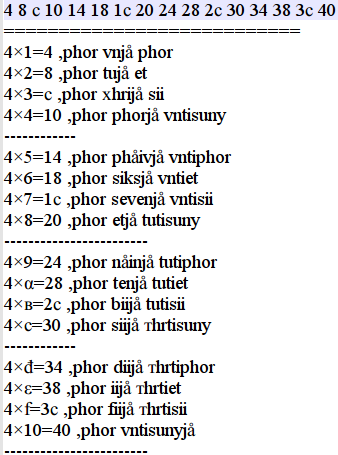 4 8 c 10 14 18 1c 20 24 28 2c 30 34 38 3c 40
============================
4×1=4 ,phor vnjå phor
4×2=8 ,phor tujå et
4×3=c ,phor xhrijå sii
4×4=10 ,phor phorjå vntisuny
------------
4×5=14 ,phor phåivjå vntiphor
4×6=18 ,phor siksjå vntiet
4×7=1c ,phor sevenjå vntisii
4×8=20 ,phor etjå tutisuny
------------------------
4×9=24 ,phor nåinjå tutiphor
4×α=28 ,phor tenjå tutiet
4×в=2c ,phor biijå tutisii
4×c=30 ,phor siijå тhrtisuny
------------
4×đ=34 ,phor diijå тhrtiphor
4×ε=38 ,phor iijå тhrtiet
4×f=3c ,phor fiijå тhrtisii
4×10=40 ,phor vntisunyjå
------------------------